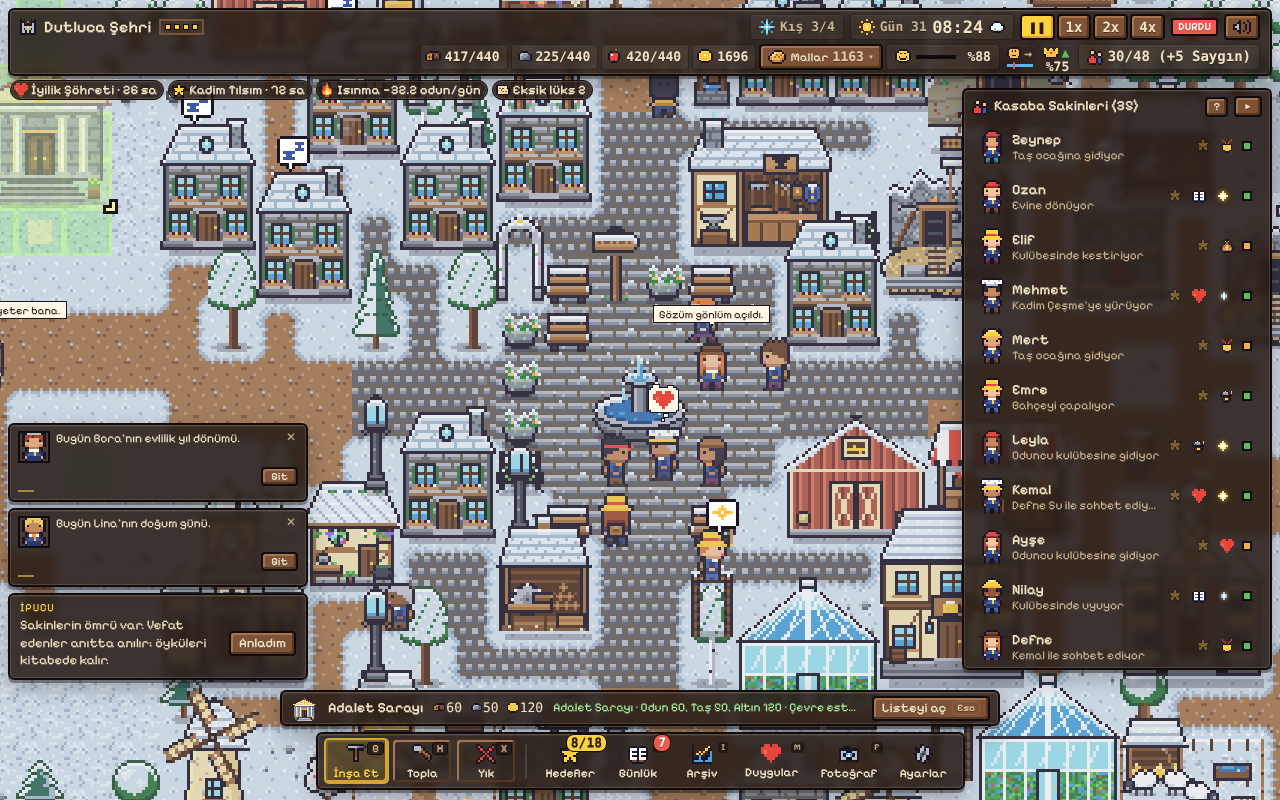 Dutluca Şehri
Kış 3/4
Gün 31 08:24
1x
2x
4x
DURDU
417/440
225/440
420/440
1696
Mallar 1163
%88
%75
30/48 (+5 Saygın)
İyilik Şöhreti · 26 sa
Kadim Tılsım · 12 sa
Isınma -38.8 odun/gün
Eksik lüks 2
Kasaba Sakinleri (38)
?
Zeynep
Taş ocağına gidiyor
Ozan
Evine dönüyor
Elif
Kulübesinde kestiriyor
Mehmet
Kadim Çeşme'ye yürüyor
Mert
Taş ocağına gidiyor
Emre
Bahçeyi çapalıyor
Leyla
Oduncu kulübesine gidiyor
Kemal
Defne Su ile sohbet ediy...
Ayşe
Oduncu kulübesine gidiyor
Nilay
Kulübesinde uyuyor
Defne
Kemal ile sohbet ediyor
yeter bana.
Gözüm gönlüm açıldı.
Bugün Bora'nın evlilik yıl dönümü.
Git
Bugün Lina'nın doğum günü.
Git
İPUCU
Sakinlerin ömrü var. Vefat
edenler anıtta anılır; öyküleri
kitabede kalır.
Anladım
Adalet Sarayı
60
50
120
Adalet Sarayı · Odun 60, Taş 50, Altın 120 · Çevre est...
Listeyi aç Esc
İnşa Et
G
Topla
H
Yık
X
Hedefler
8/18
Günlük
7
Arşiv
I
Duygular
M
Fotoğraf
F
Ayarlar